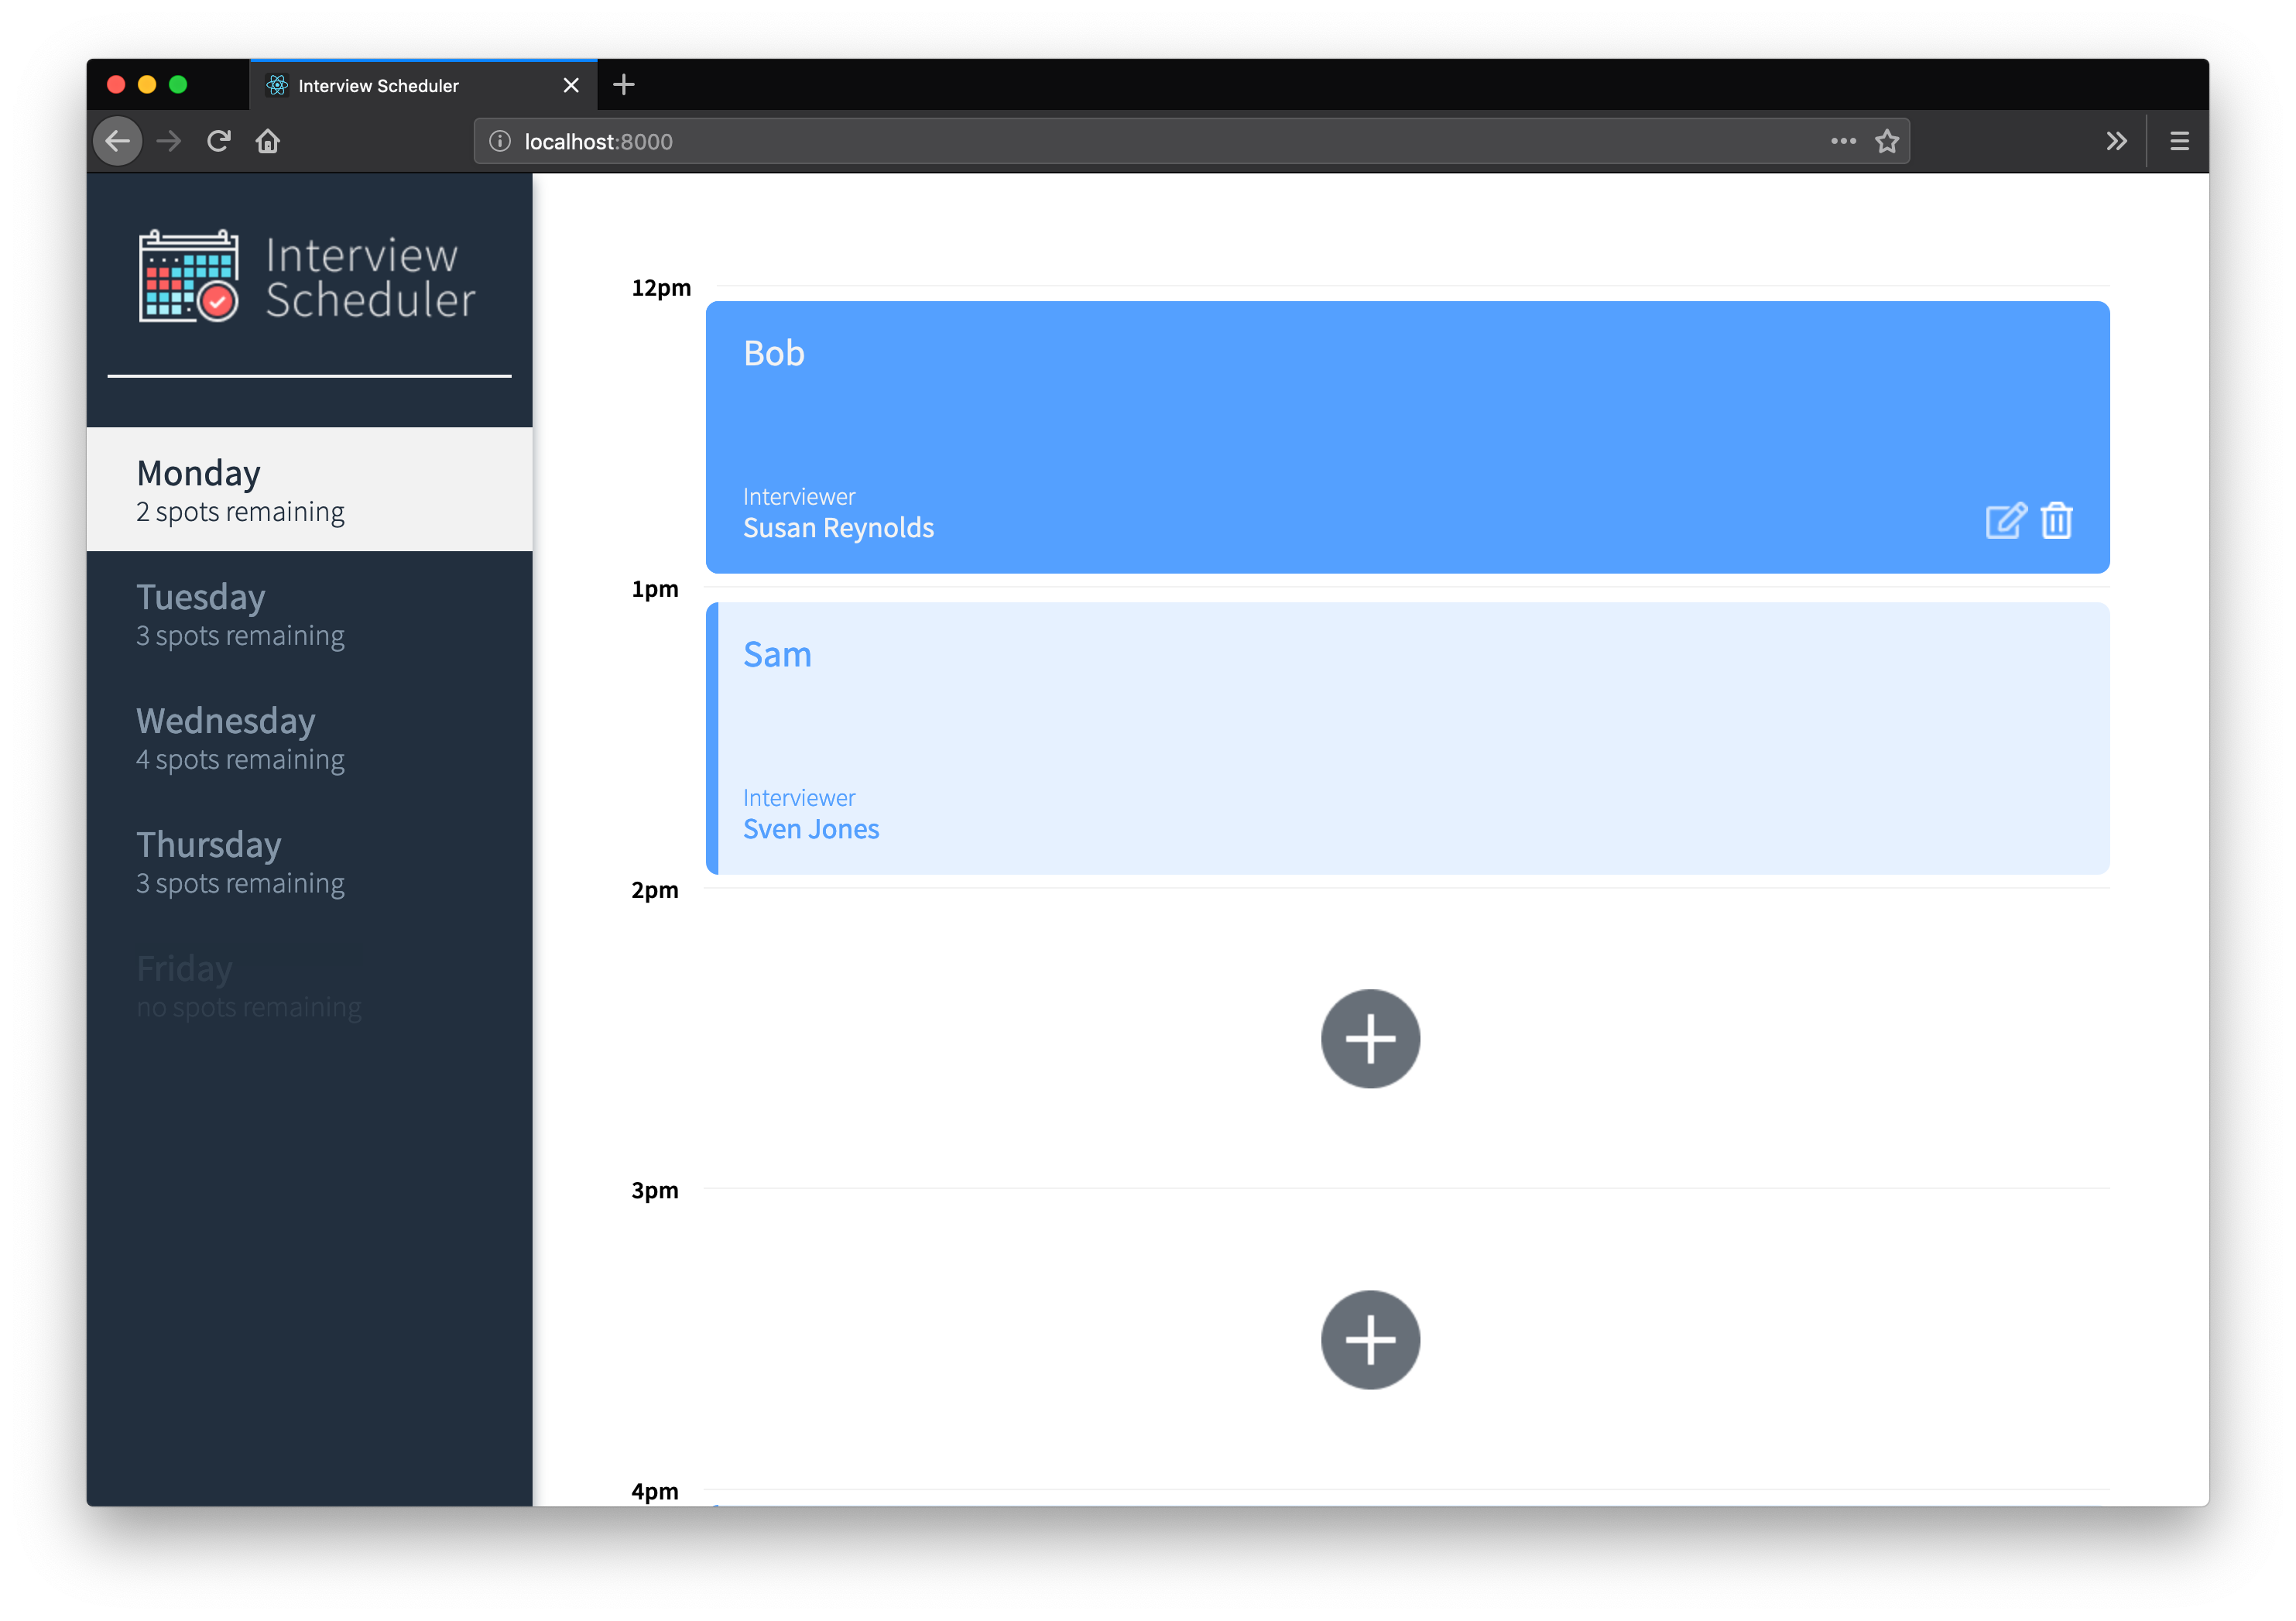 Interview Scheduler
localhost:8000
Interview
Scheduler
Monday
2 spots remaining
Tuesday
3 spots remaining
Wednesday
4 spots remaining
Thursday
3 spots remaining
Friday
no spots remaining
12pm
Bob
Interviewer
Susan Reynolds
1pm
Sam
Interviewer
Sven Jones
2pm
3pm
4pm